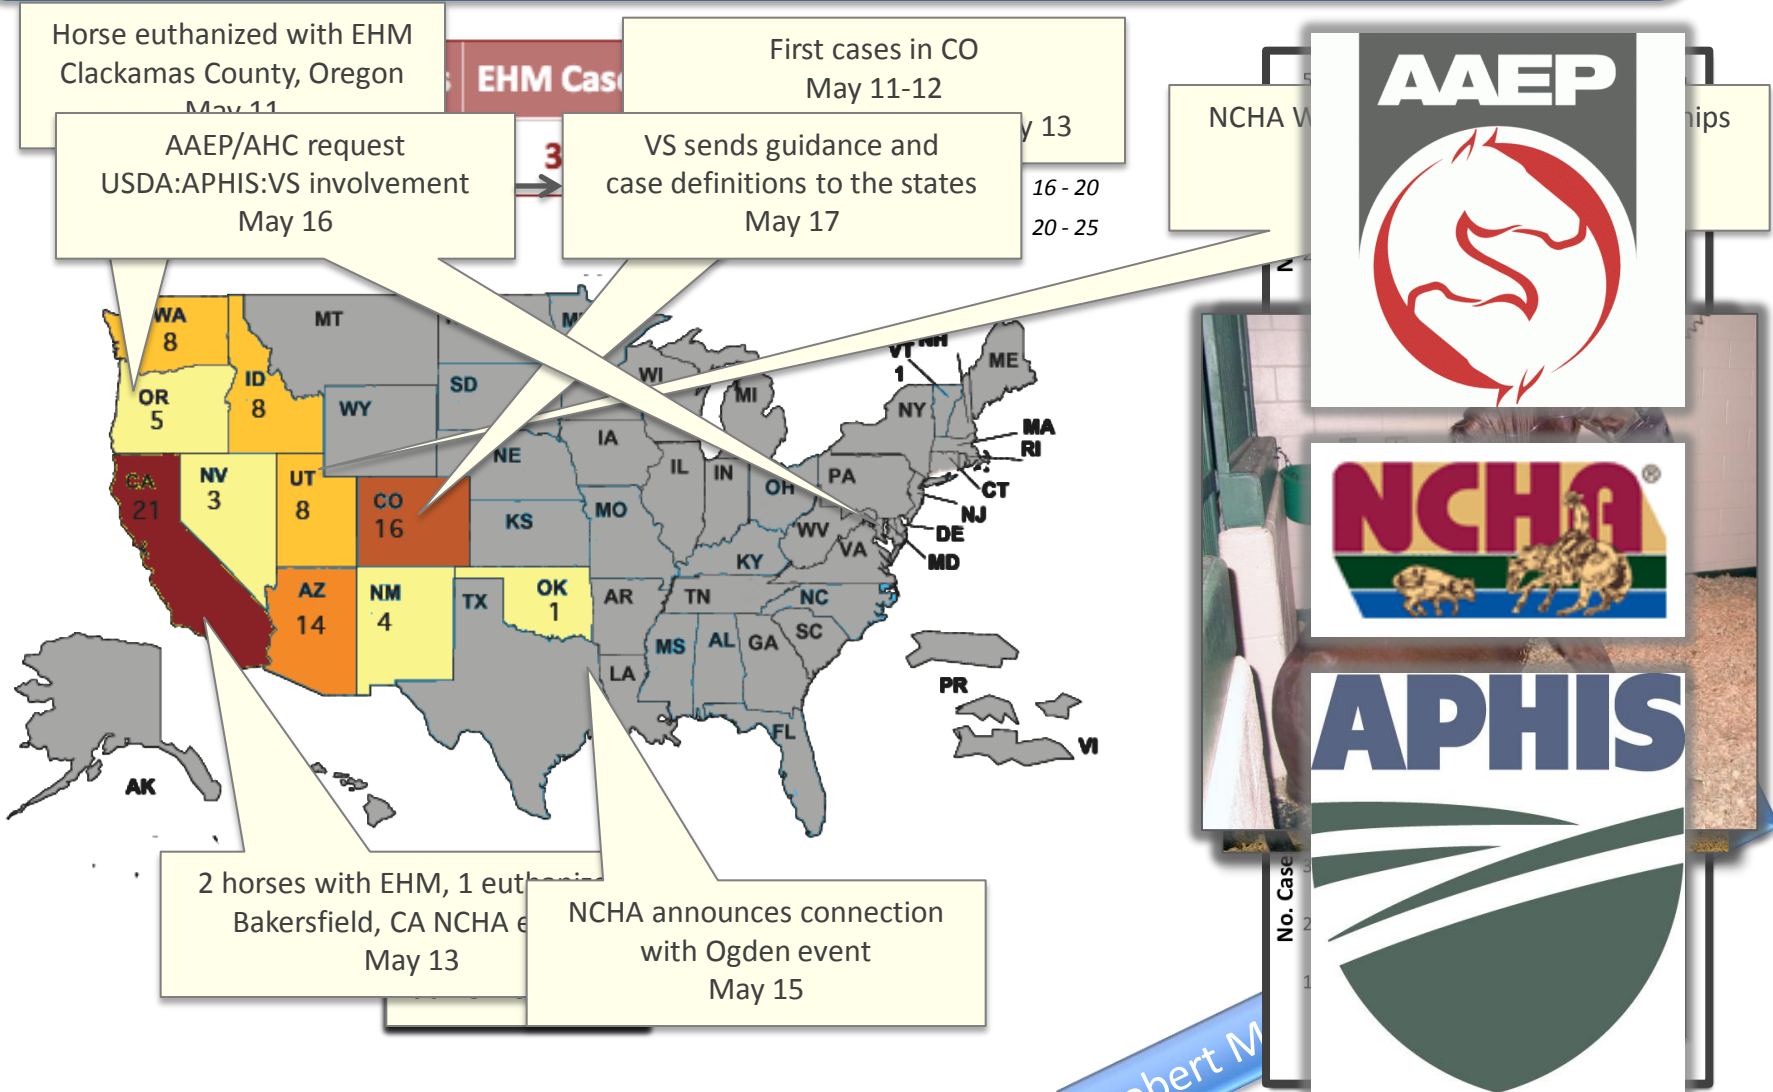 Horse euthanized with EHM
Clackamas County, Oregon
May 11
EHM
First cases in CO
May 11-12
13
AAEP/AHC request
USDA:APHIS:VS involvement
May 16
3
VS sends guidance and
case definitions to the states
May 17
16 - 20
20 - 25
NCHA
AAEP
NCHA
®
APHIS
WA
8
OR
5
ID
8
MT
WY
SD
WI
MI
VT
1
NH
ME
NY
MA
RI
CT
NJ
DE
MD
PA
OH
IN
IL
IA
NE
CA
21
NV
3
UT
8
CO
16
KS
MO
KY
WV
VA
AZ
14
NM
4
TX
OK
1
AR
TN
NC
SC
MS
AL
GA
LA
FL
PR
VI
AK
2 horses with EHM, 1
Bakersfield, CA NCHA
May 13
NCHA announces connection
with Ogden event
May 15
No.
3
2
1